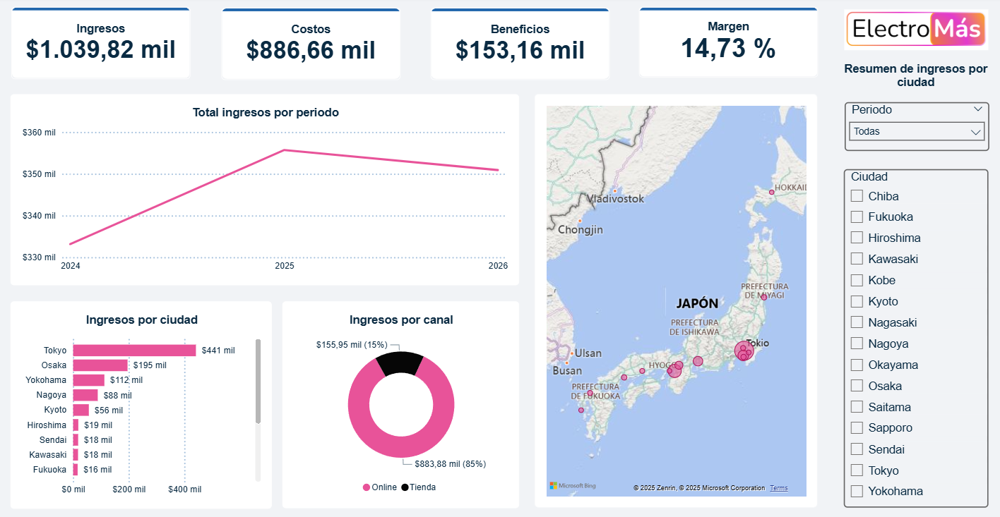 Ingresos
$1.039,82 mil
Costos
$886,66 mil
Beneficios
$153,16 mil
Margen
14,73 %
ElectroMás
Resumen de ingresos por
ciudad
Periodo
Todas
Total ingresos por periodo
$360 mil
$350 mil
$340 mil
$330 mil
2024
2025
2026
Ingresos por ciudad
Tokyo
$441 mil
Osaka
$195 mil
Yokohama
$112 mil
Nagoya
$88 mil
Kyoto
$56 mil
Hiroshima
$19 mil
Sendai
$18 mil
Kawasaki
$18 mil
Fukuoka
$16 mil
$0 mil
$200 mil
$400 mil
Ingresos por canal
$155,95 mil (15%)
$883,88 mil (85%)
Online
Tienda
HOKKAID
Vladivostok
Chongjin
PREFECTURA
DE MIYAGI
JAPÓN
PREFECTURA
DE ISHIKAWA
Tokio
Ulsan
Busan
HYOGO
PREFECTURA
DE FUKUOKA
Microsoft Bing
© 2025 Zenrin, © 2025 Microsoft Corporation
Terms
Ciudad
Chiba
Fukuoka
Hiroshima
Kawasaki
Kobe
Kyoto
Nagasaki
Nagoya
Okayama
Osaka
Saitama
Sapporo
Sendai
Tokyo
Yokohama